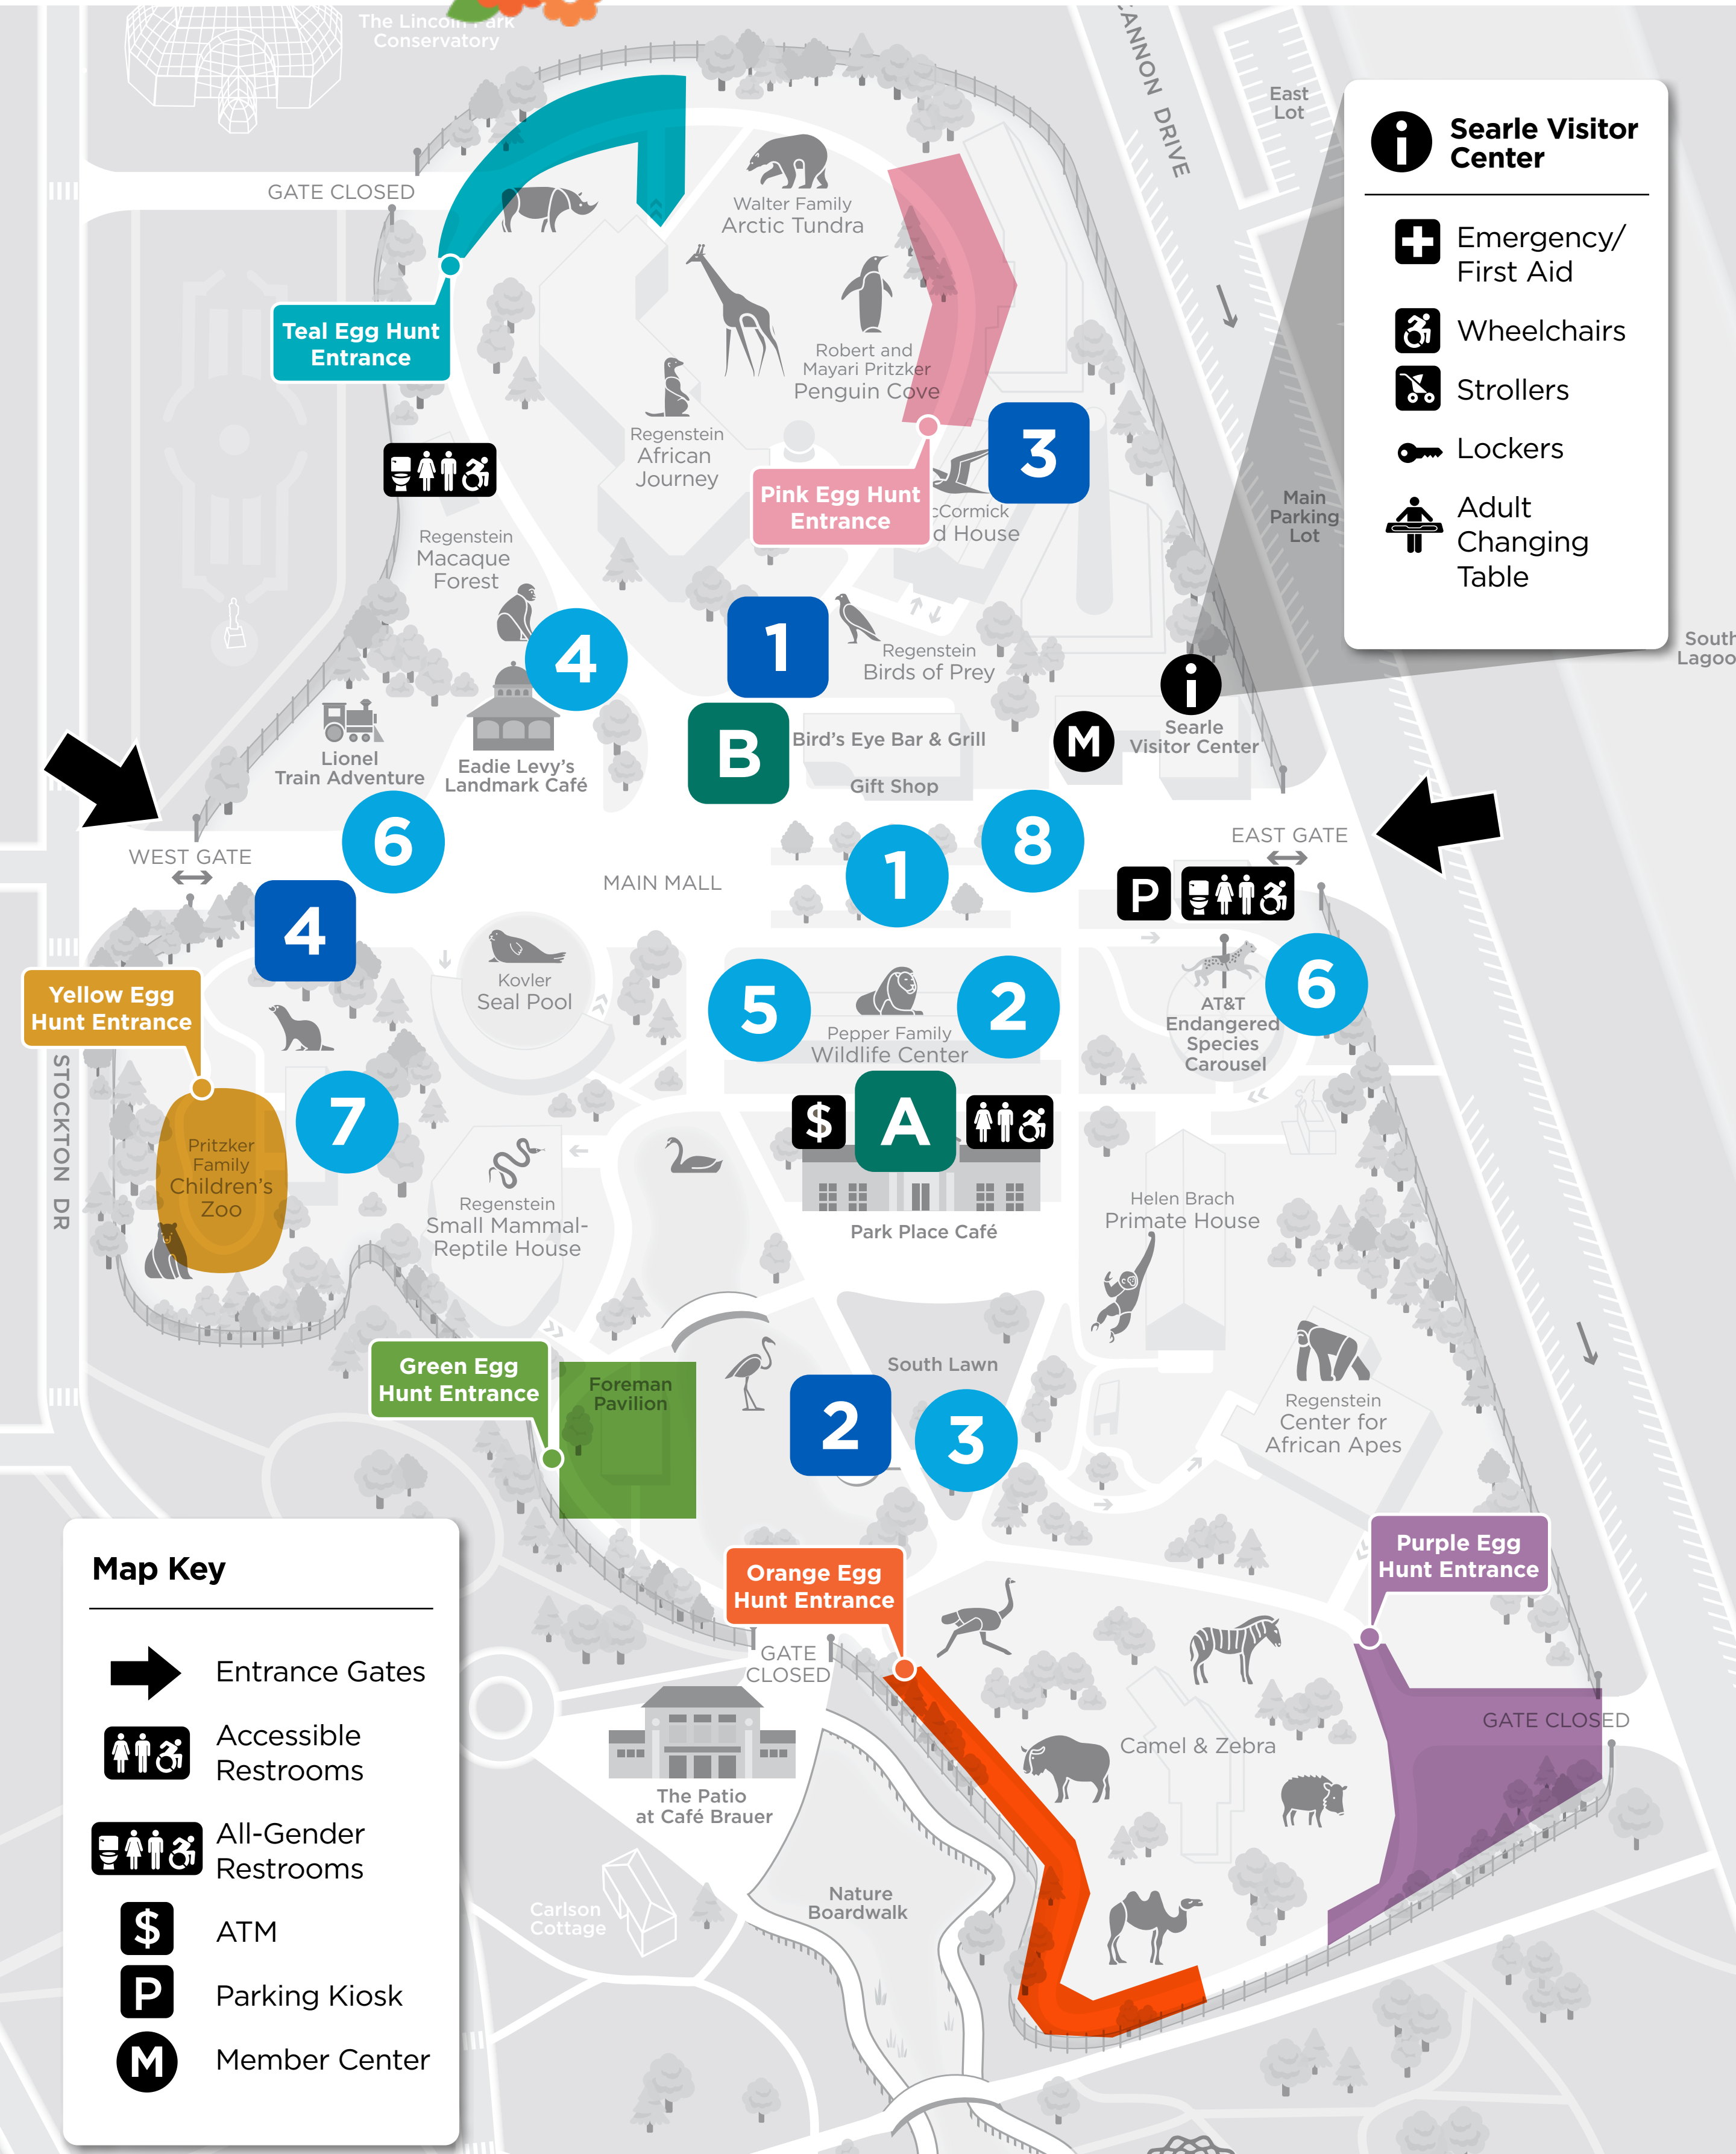 The Lincoln Park
Conservatory
CANNON DRIVE
East
Lot
Searle Visitor
Center
Emergency/
First Aid
Wheelchairs
Strollers
Lockers
Adult
Changing
Table
GATE CLOSED
Walter Family
Arctic Tundra
Teal Egg Hunt
Entrance
Robert and
Mayari Pritzker
Penguin Cove
Regenstein
African
Journey
3
Main
Parking
Lot
Pink Egg Hunt
Entrance
cCormick
d House
Regenstein
Macaque
Forest
4
1
Regenstein
Birds of Prey
South
Lagoo
i
Searle
Visitor Center
M
B
Bird's Eye Bar & Grill
Gift Shop
Lionel
Train Adventure
Eadie Levy's
Landmark Café
6
WEST GATE
MAIN MALL
1
8
EAST GATE
P
4
Yellow Egg
Hunt Entrance
Kovler
Seal Pool
5
Pepper Family
Wildlife Center
2
AT&T
Endangered
Species
Carousel
6
STOCKTON DR
7
$
A
Pritzker
Family
Children's
Zoo
Regenstein
Small Mammal-
Reptile House
Park Place Café
Helen Brach
Primate House
Green Egg
Hunt Entrance
Foreman
Pavilion
South Lawn
2
3
Regenstein
Center for
African Apes
Orange Egg
Hunt Entrance
Purple Egg
Hunt Entrance
GATE
CLOSED
GATE CLOSED
Camel & Zebra
The Patio
at Café Brauer
Nature
Boardwalk
Carlson
Cottage
Map Key
Entrance Gates
Accessible
Restrooms
All-Gender
Restrooms
$ ATM
P Parking Kiosk
M Member Center